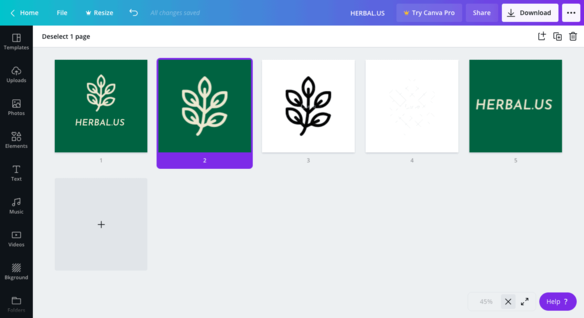 Home
File
Resize
All changes saved
HERBAL.US
Try Canva Pro
Share
Download
Deselect 1 page
Templates
Uploads
Photos
Elements
Text
Music
Videos
Bkground
Folders
HERBAL.US
HERBAL.US
1
2
3
4
5
+
45%
Help ?